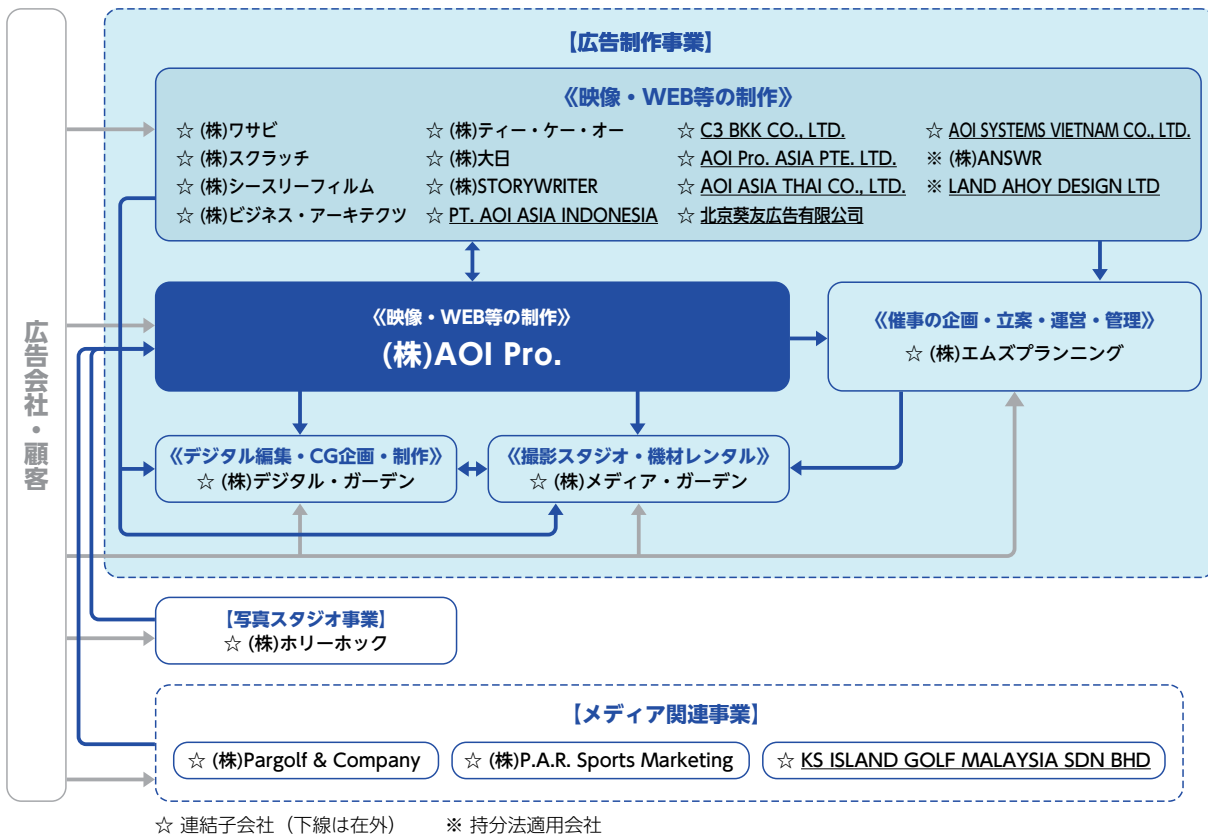 【広告制作事業】
《映像・WEB等の制作》
☆ (株)ワサビ
☆ (株)スクラッチ
☆ (株)シースリーフィルム
☆ (株)ビジネス・アーキテクツ
☆ (株)ティー・ケー・オー
☆ (株)大日
☆ (株)STORYWRITER
☆ PT. AOI ASIA INDONESIA
☆ C3 BKK CO., LTD.
☆ AOI Pro. ASIA PTE. LTD.
☆ AOI ASIA THAI CO., LTD.
☆ 北京葵友広告有限公司
☆ AOI SYSTEMS VIETNAM CO., LTD.
※ (株)ANSWR
※ LAND AHOY DESIGN LTD
広告会社・顧客
《映像・WEB等の制作》
(株)AOI Pro.
《催事の企画・立案・運営・管理》
☆ (株)エムズプランニング
《デジタル編集・CG企画・制作》
☆ (株)デジタル・ガーデン
《撮影スタジオ・機材レンタル》
☆ (株)メディア・ガーデン
【写真スタジオ事業】
☆ (株)ホリーホック
【メディア関連事業】
☆ (株)Pargolf & Company
☆ (株)P.A.R. Sports Marketing
☆ KS ISLAND GOLF MALAYSIA SDN BHD
☆ 連結子会社（下線は在外）
※ 持分法適用会社